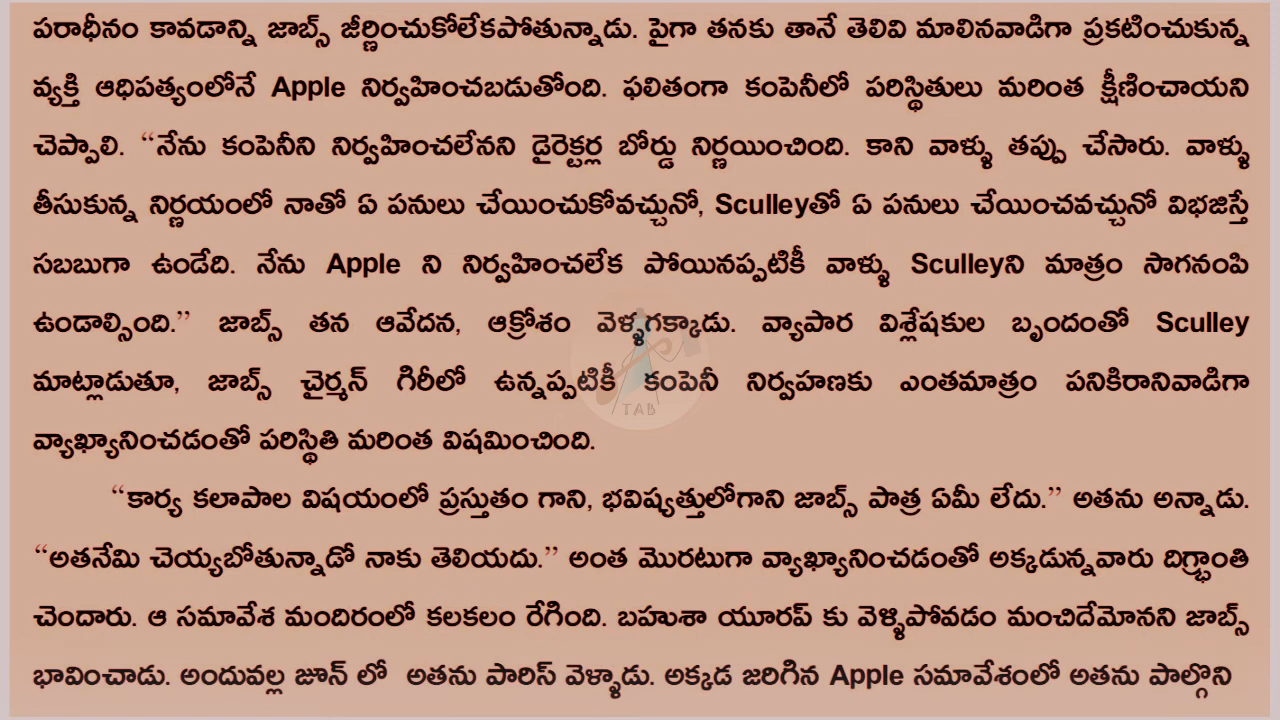 పరాధీనం కావడాన్ని జాబ్స్ జీర్ణించుకోలేకపోతున్నాడు. పైగా తనకు తానే తెలివి మాలినవాడిగా ప్రకటించుకున్న
వ్యక్తి ఆధిపత్యంలోనే Apple నిర్వహించబడుతోంది. ఫలితంగా కంపెనీలో పరిస్థితులు మరింత క్షీణించాయని
చెప్పాలి. “నేను కంపెనీని నిర్వహించలేనని డైరెక్టర్ల బోర్డు నిర్ణయించింది. కాని వాళ్ళు తప్పు చేసారు. వాళ్ళు
తీసుకున్న నిర్ణయంలో నాతో ఏ పనులు చేయించుకోవచ్చునో, Sculleyతో ఏ పనులు చేయించవచ్చునో విభజిస్తే
సబబుగా ఉండేది. నేను Apple ని నిర్వహించలేక పోయినప్పటికీ వాళ్ళు Sculleyని మాత్రం సాగనంపి
ఉండాల్సింది.” జాబ్స్ తన ఆవేదన, ఆక్రోశం వెళ్ళగక్కాడు. వ్యాపార విశ్లేషకుల బృందంతో Sculley
మాట్లాడుతూ, జాబ్స్ చైర్మన్ గిరీలో ఉన్నప్పటికీ కంపెనీ నిర్వహణకు ఎంతమాత్రం పనికిరానివాడిగా
వ్యాఖ్యానించడంతో పరిస్థితి మరింత విషమించింది.
“కార్య కలాపాల విషయంలో ప్రస్తుతం గాని, భవిష్యత్తులోగాని జాబ్స్ పాత్ర ఏమీ లేదు.” అతను అన్నాడు.
“అతనేమి చెయ్యబోతున్నాడో నాకు తెలియదు.” అంత మొరటుగా వ్యాఖ్యానించడంతో అక్కడున్నవారు దిగ్భ్రాంతి
చెందారు. ఆ సమావేశ మందిరంలో కలకలం రేగింది. బహుశా యూరప్ కు వెళ్ళిపోవడం మంచిదేమోనని జాబ్స్
భావించాడు. అందువల్ల జూన్ లో అతను పారిస్ వెళ్ళాడు. అక్కడ జరిగిన Apple సమావేశంలో అతను పాల్గొని
TAB